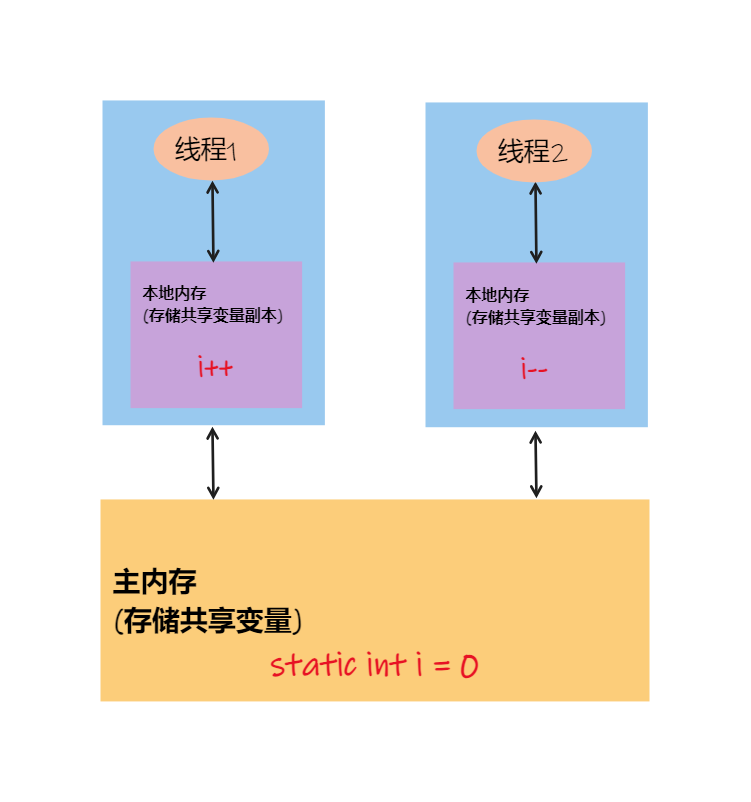 线程1
线程2
本地内存
(存储共享变量副本)
i++
本地内存
(存储共享变量副本)
i--
主内存
(存储共享变量)
static int i = 0